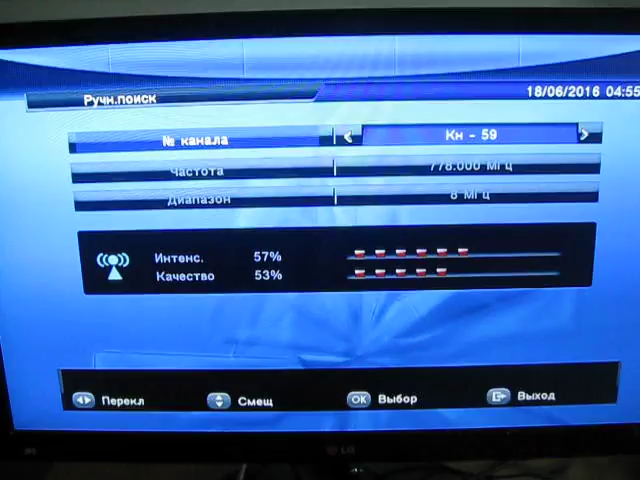 Ручн.поиск 18/06/2016 04:55
№ канала Кн - 59
Частота 778.000 МГц
Диапазон 8 МГц
Интенс. 57%
Качество 53%
Перекл Смещ OK Выбор Выход
LG